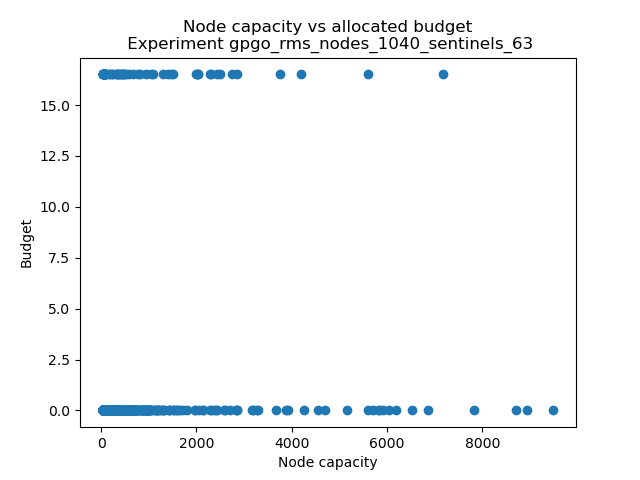 Node capacity vs allocated budget
Experiment gpgo_rms_nodes_1040_sentinels_63
15.0
12.5
10.0
7.5
5.0
2.5
0.0
Budget
0 2000 4000 6000 8000
Node capacity